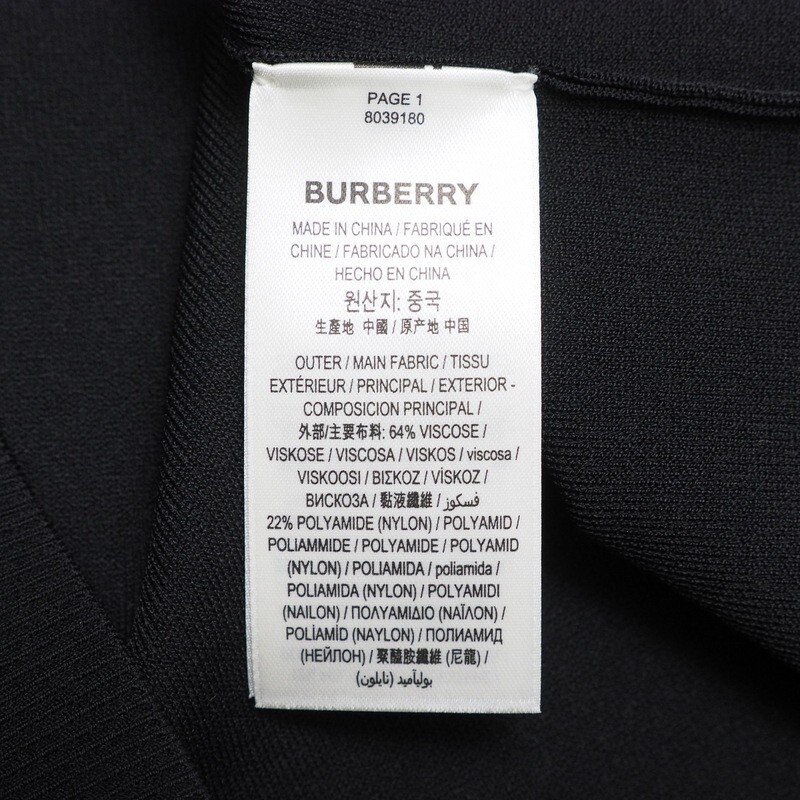 PAGE 1
8039180
BURBERRY
MADE IN CHINA / FABRIQUÉ EN
CHINE / FABRICADO NA CHINA /
HECHO EN CHINA
원산지: 중국
生產地 中國 / 原产地 中国
OUTER / MAIN FABRIC / TISSU
EXTÉRIEUR / PRINCIPAL / EXTERIOR -
COMPOSICION PRINCIPAL /
外部/主要布料: 64% VISCOSE /
VISKOSE / VISCOSA / VISKOS / viscosa /
VISKOOSI / ΒΙΣΚΟΖ / VİSKOZ /
ВИСКОЗА / 黏液纖維 / فسكوز /
22% POLYAMIDE (NYLON) / POLYAMID /
POLIAMMIDE / POLYAMIDE / POLYAMID
(NYLON) / POLIAMIDA / poliamida /
POLIAMIDA (NYLON) / POLYAMIDI
(NAILON) / ΠΟΛΥΑΜΙΔΙΟ (ΝΑΪΛΟΝ) /
POLİAMİD (NAYLON) / ПОЛИАМИД
(НЕЙЛОН) / 聚醯胺纖維 (尼龍) /
بوليآميد (نايلون)